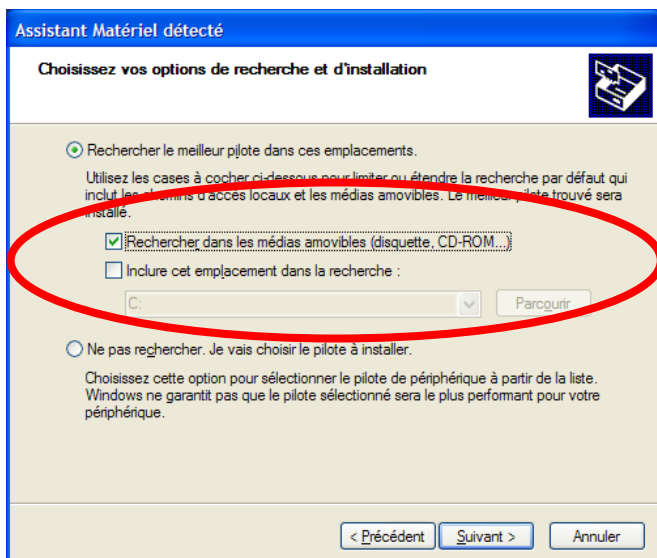 Assistant Matériel détecté
Choisissez vos options de recherche et d'installation
Rechercher le meilleur pilote dans ces emplacements.
Utilisez les cases à cocher ci-dessous pour limiter ou étendre la recherche par défaut qui
inclut les chemins d'accès locaux et les médias amovibles. Le meilleur pilote trouvé sera
installé.
Rechercher dans les médias amovibles (disquette, CD-ROM...)
Inclure cet emplacement dans la recherche :
C:
Parcourir
Ne pas rechercher. Je vais choisir le pilote à installer.
Choisissez cette option pour sélectionner le pilote de périphérique à partir de la liste.
Windows ne garantit pas que le pilote sélectionné sera le plus performant pour votre
périphérique.
< Précédent
Suivant >
Annuler